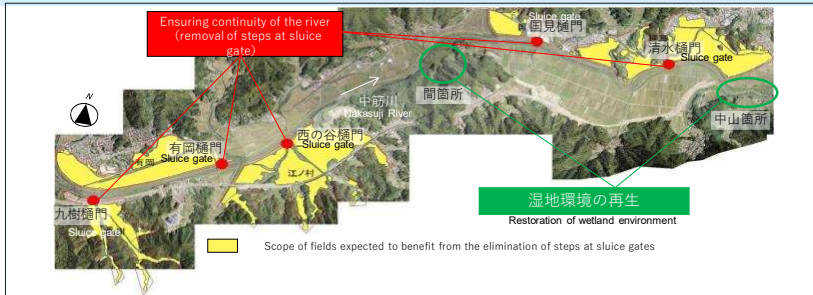 Ensuring continuity of the river
(removal of steps at sluice
gate)
Sluice gate
国見樋門
清水樋門
Sluice gate
間箇所
中山箇所
中筋川
Nakasuji River
N
西の谷樋門
Sluice gate
有岡樋門
Sluice gate
有岡
江ノ村
九樹樋門
Sluice gate
湿地環境の再生
Restoration of wetland environment
Scope of fields expected to benefit from the elimination of steps at sluice gates